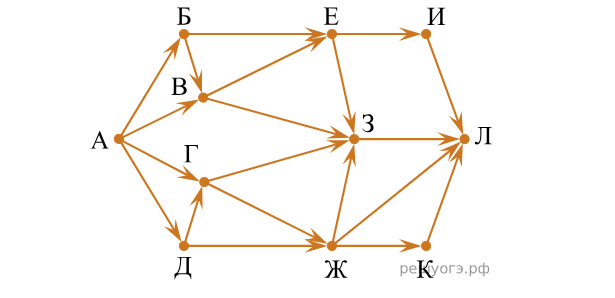 Б Е И
В
А Г З Л
Д Ж К
решуогэ.рф